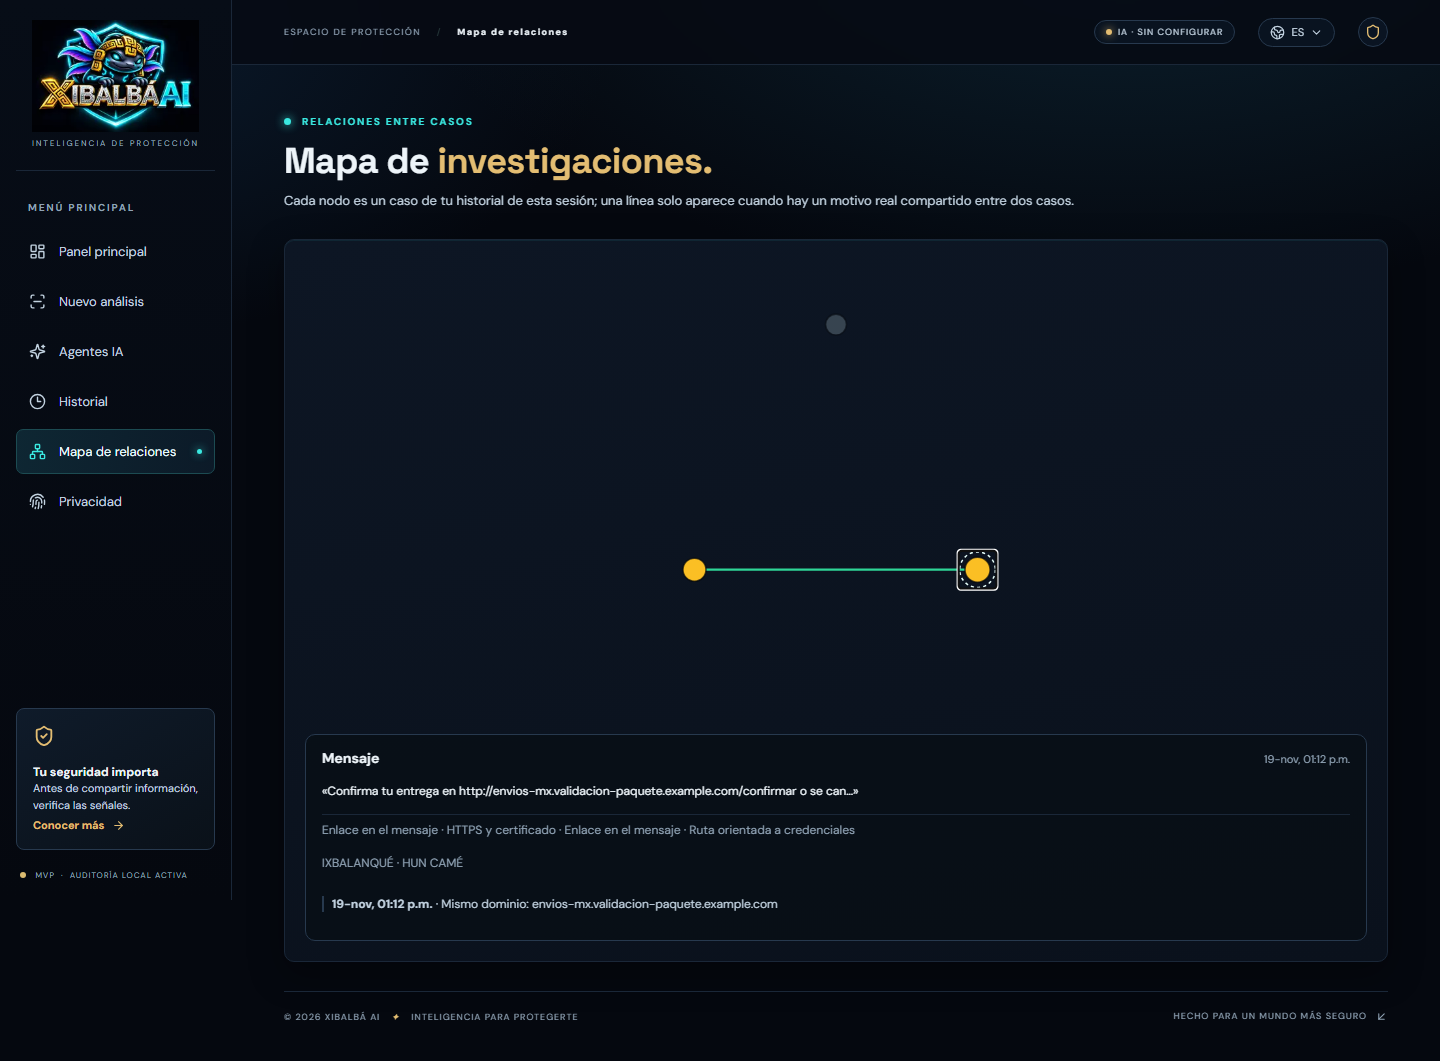 XIBALBÁ AI
INTELIGENCIA DE PROTECCIÓN
MENÚ PRINCIPAL
Panel principal
Nuevo análisis
Agentes IA
Historial
Mapa de relaciones
Privacidad
Tu seguridad importa
Antes de compartir información,
verifica las señales.
Conocer más →
MVP · AUDITORÍA LOCAL ACTIVA
ESPACIO DE PROTECCIÓN / Mapa de relaciones
IA · SIN CONFIGURAR
ES
RELACIONES ENTRE CASOS
Mapa de investigaciones.
Cada nodo es un caso de tu historial de esta sesión; una línea solo aparece cuando hay un motivo real compartido entre dos casos.
Mensaje
19-nov, 01:12 p.m.
«Confirma tu entrega en http://envios-mx.validacion-paquete.example.com/confirmar o se can...»
Enlace en el mensaje · HTTPS y certificado · Enlace en el mensaje · Ruta orientada a credenciales
IXBALANQUÉ · HUN CAMÉ
19-nov, 01:12 p.m. · Mismo dominio: envios-mx.validacion-paquete.example.com
© 2026 XIBALBÁ AI ✦ INTELIGENCIA PARA PROTEGERTE
HECHO PARA UN MUNDO MÁS SEGURO